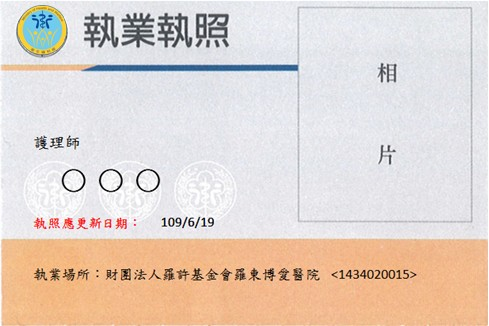 執業執照
相
片
護理師
○○○
執照應更新日期： 109/6/19
執業場所：財團法人羅許基金會羅東博愛醫院 <1434020015>